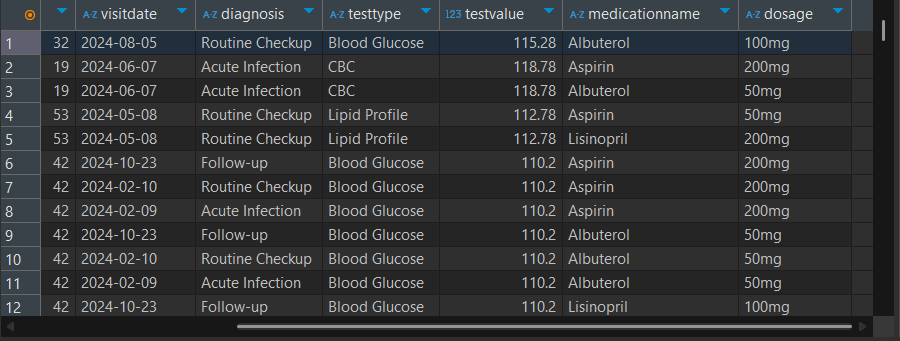 A-Z visitdate A-Z diagnosis A-Z testtype 123 testvalue A-Z medicationname A-Z dosage
1 32 2024-08-05 Routine Checkup Blood Glucose 115.28 Albuterol 100mg
2 19 2024-06-07 Acute Infection CBC 118.78 Aspirin 200mg
3 19 2024-06-07 Acute Infection CBC 118.78 Albuterol 50mg
4 53 2024-05-08 Routine Checkup Lipid Profile 112.78 Aspirin 50mg
5 53 2024-05-08 Routine Checkup Lipid Profile 112.78 Lisinopril 200mg
6 42 2024-10-23 Follow-up Blood Glucose 110.2 Aspirin 200mg
7 42 2024-02-10 Routine Checkup Blood Glucose 110.2 Aspirin 200mg
8 42 2024-02-09 Acute Infection Blood Glucose 110.2 Aspirin 200mg
9 42 2024-10-23 Follow-up Blood Glucose 110.2 Albuterol 50mg
10 42 2024-02-10 Routine Checkup Blood Glucose 110.2 Albuterol 50mg
11 42 2024-02-09 Acute Infection Blood Glucose 110.2 Albuterol 50mg
12 42 2024-10-23 Follow-up Blood Glucose 110.2 Lisinopril 100mg